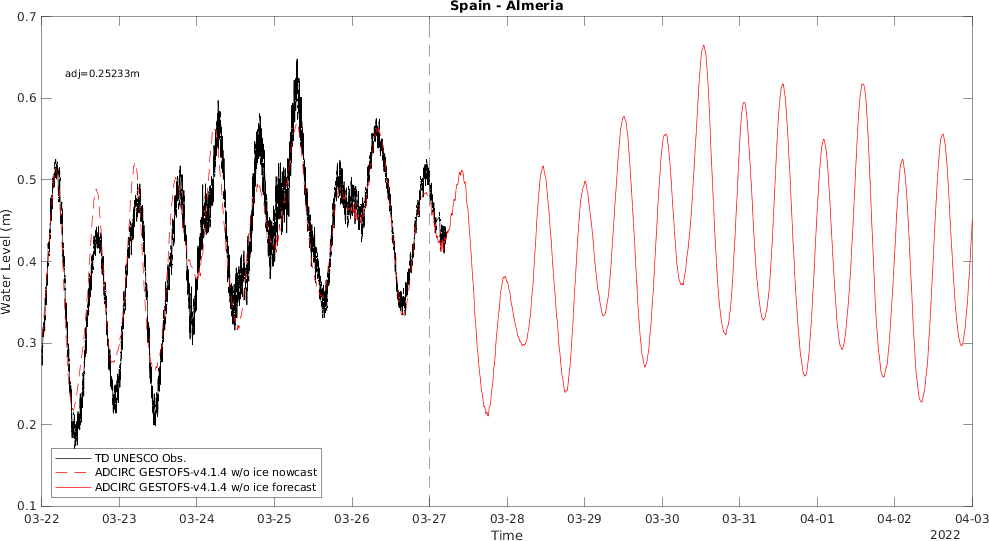 Spain - Almeria
adj=0.25233m
Water Level (m)
0.7
0.6
0.5
0.4
0.3
0.2
0.1
TD UNESCO Obs.
ADCIRC GESTOFS-v4.1.4 w/o ice nowcast
ADCIRC GESTOFS-v4.1.4 w/o ice forecast
03-22 03-23 03-24 03-25 03-26 03-27 03-28 03-29 03-30 03-31 04-01 04-02 04-03
Time
2022